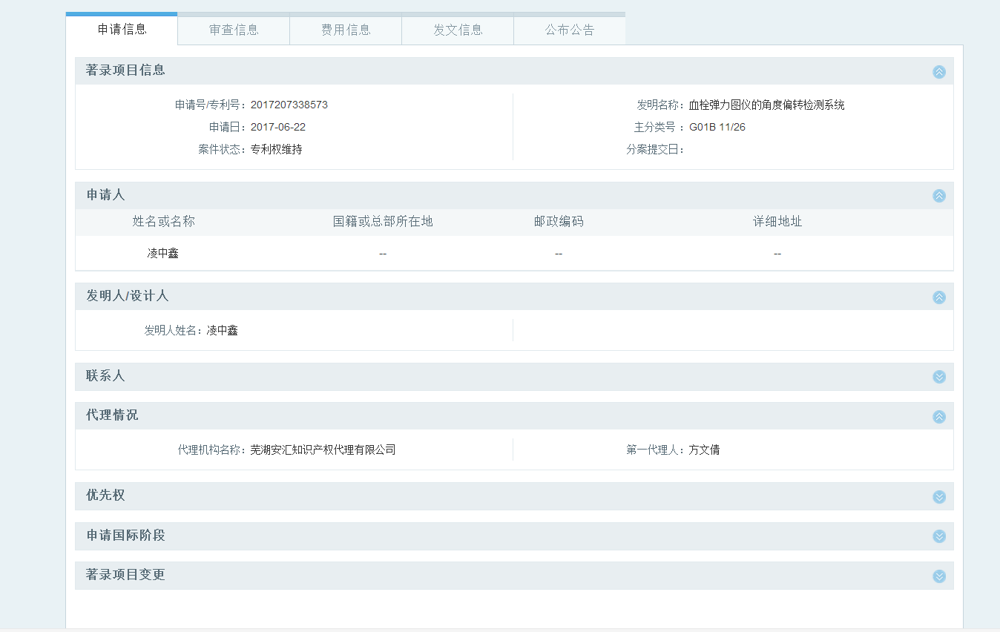 申请信息 审查信息 费用信息 发文信息 公布公告
著录项目信息
申请号/专利号： 2017207338573 发明名称： 血栓弹力图仪的角度偏转检测系统
申请日： 2017-06-22 主分类号： G01B 11/26
案件状态： 专利权维持 分案提交日：
申请人
姓名或名称 国籍或总部所在地 邮政编码 详细地址
凌中鑫 -- -- --
发明人/设计人
发明人姓名： 凌中鑫
联系人
代理情况
代理机构名称： 芜湖安汇知识产权代理有限公司 第一代理人： 方文倩
优先权
申请国际阶段
著录项目变更